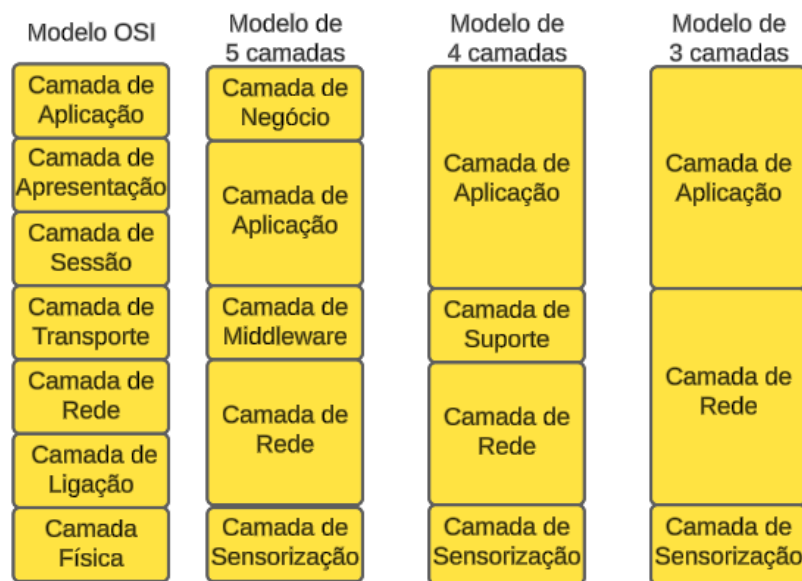 Modelo OSI
Camada de
Aplicação
Camada de
Apresentação
Camada de
Sessão
Camada de
Transporte
Camada de
Rede
Camada de
Ligação
Camada
Física
Modelo de
5 camadas
Camada de
Negócio
Camada de
Aplicação
Camada de
Middleware
Camada de
Rede
Camada de
Sensorização
Modelo de
4 camadas
Camada de
Aplicação
Camada de
Suporte
Camada de
Rede
Camada de
Sensorização
Modelo de
3 camadas
Camada de
Aplicação
Camada de
Rede
Camada de
Sensorização